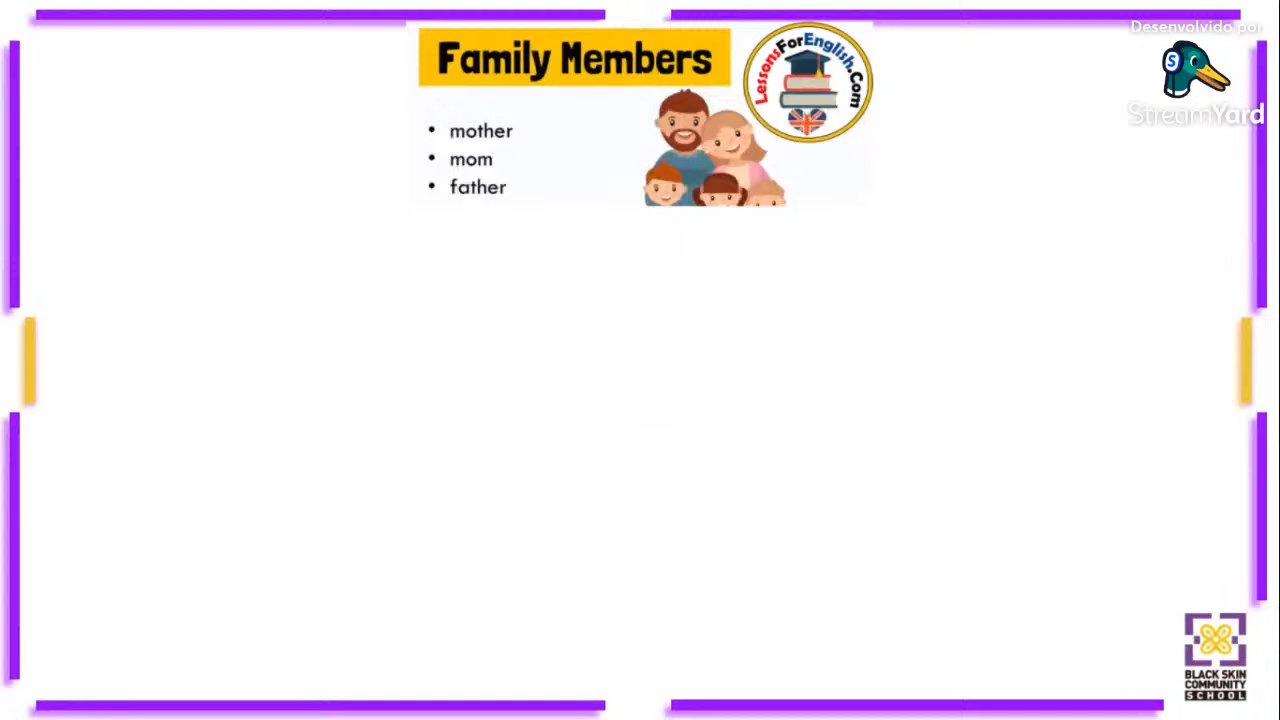 Desenvolvido por
StreamYard
Family Members
LessonsForEnglish.Com
• mother
• mom
• father
BLACK SKIN
COMMUNITY
SCHOOL